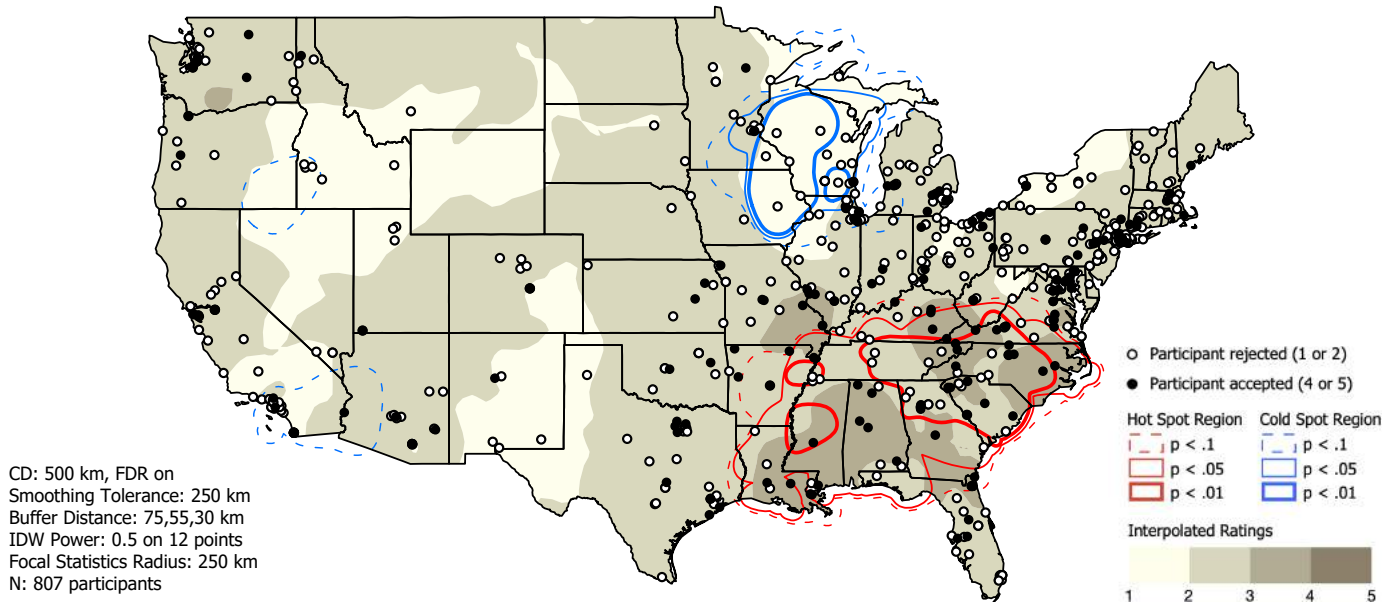 Participant rejected (1 or 2)
Participant accepted (4 or 5)
Hot Spot Region
Cold Spot Region
p < .1
p < .1
p < .05
p < .05
p < .01
p < .01
CD: 500 km, FDR on
Smoothing Tolerance: 250 km
Buffer Distance: 75,55,30 km
IDW Power: 0.5 on 12 points
Focal Statistics Radius: 250 km
N: 807 participants
Interpolated Ratings
1 2 3 4 5